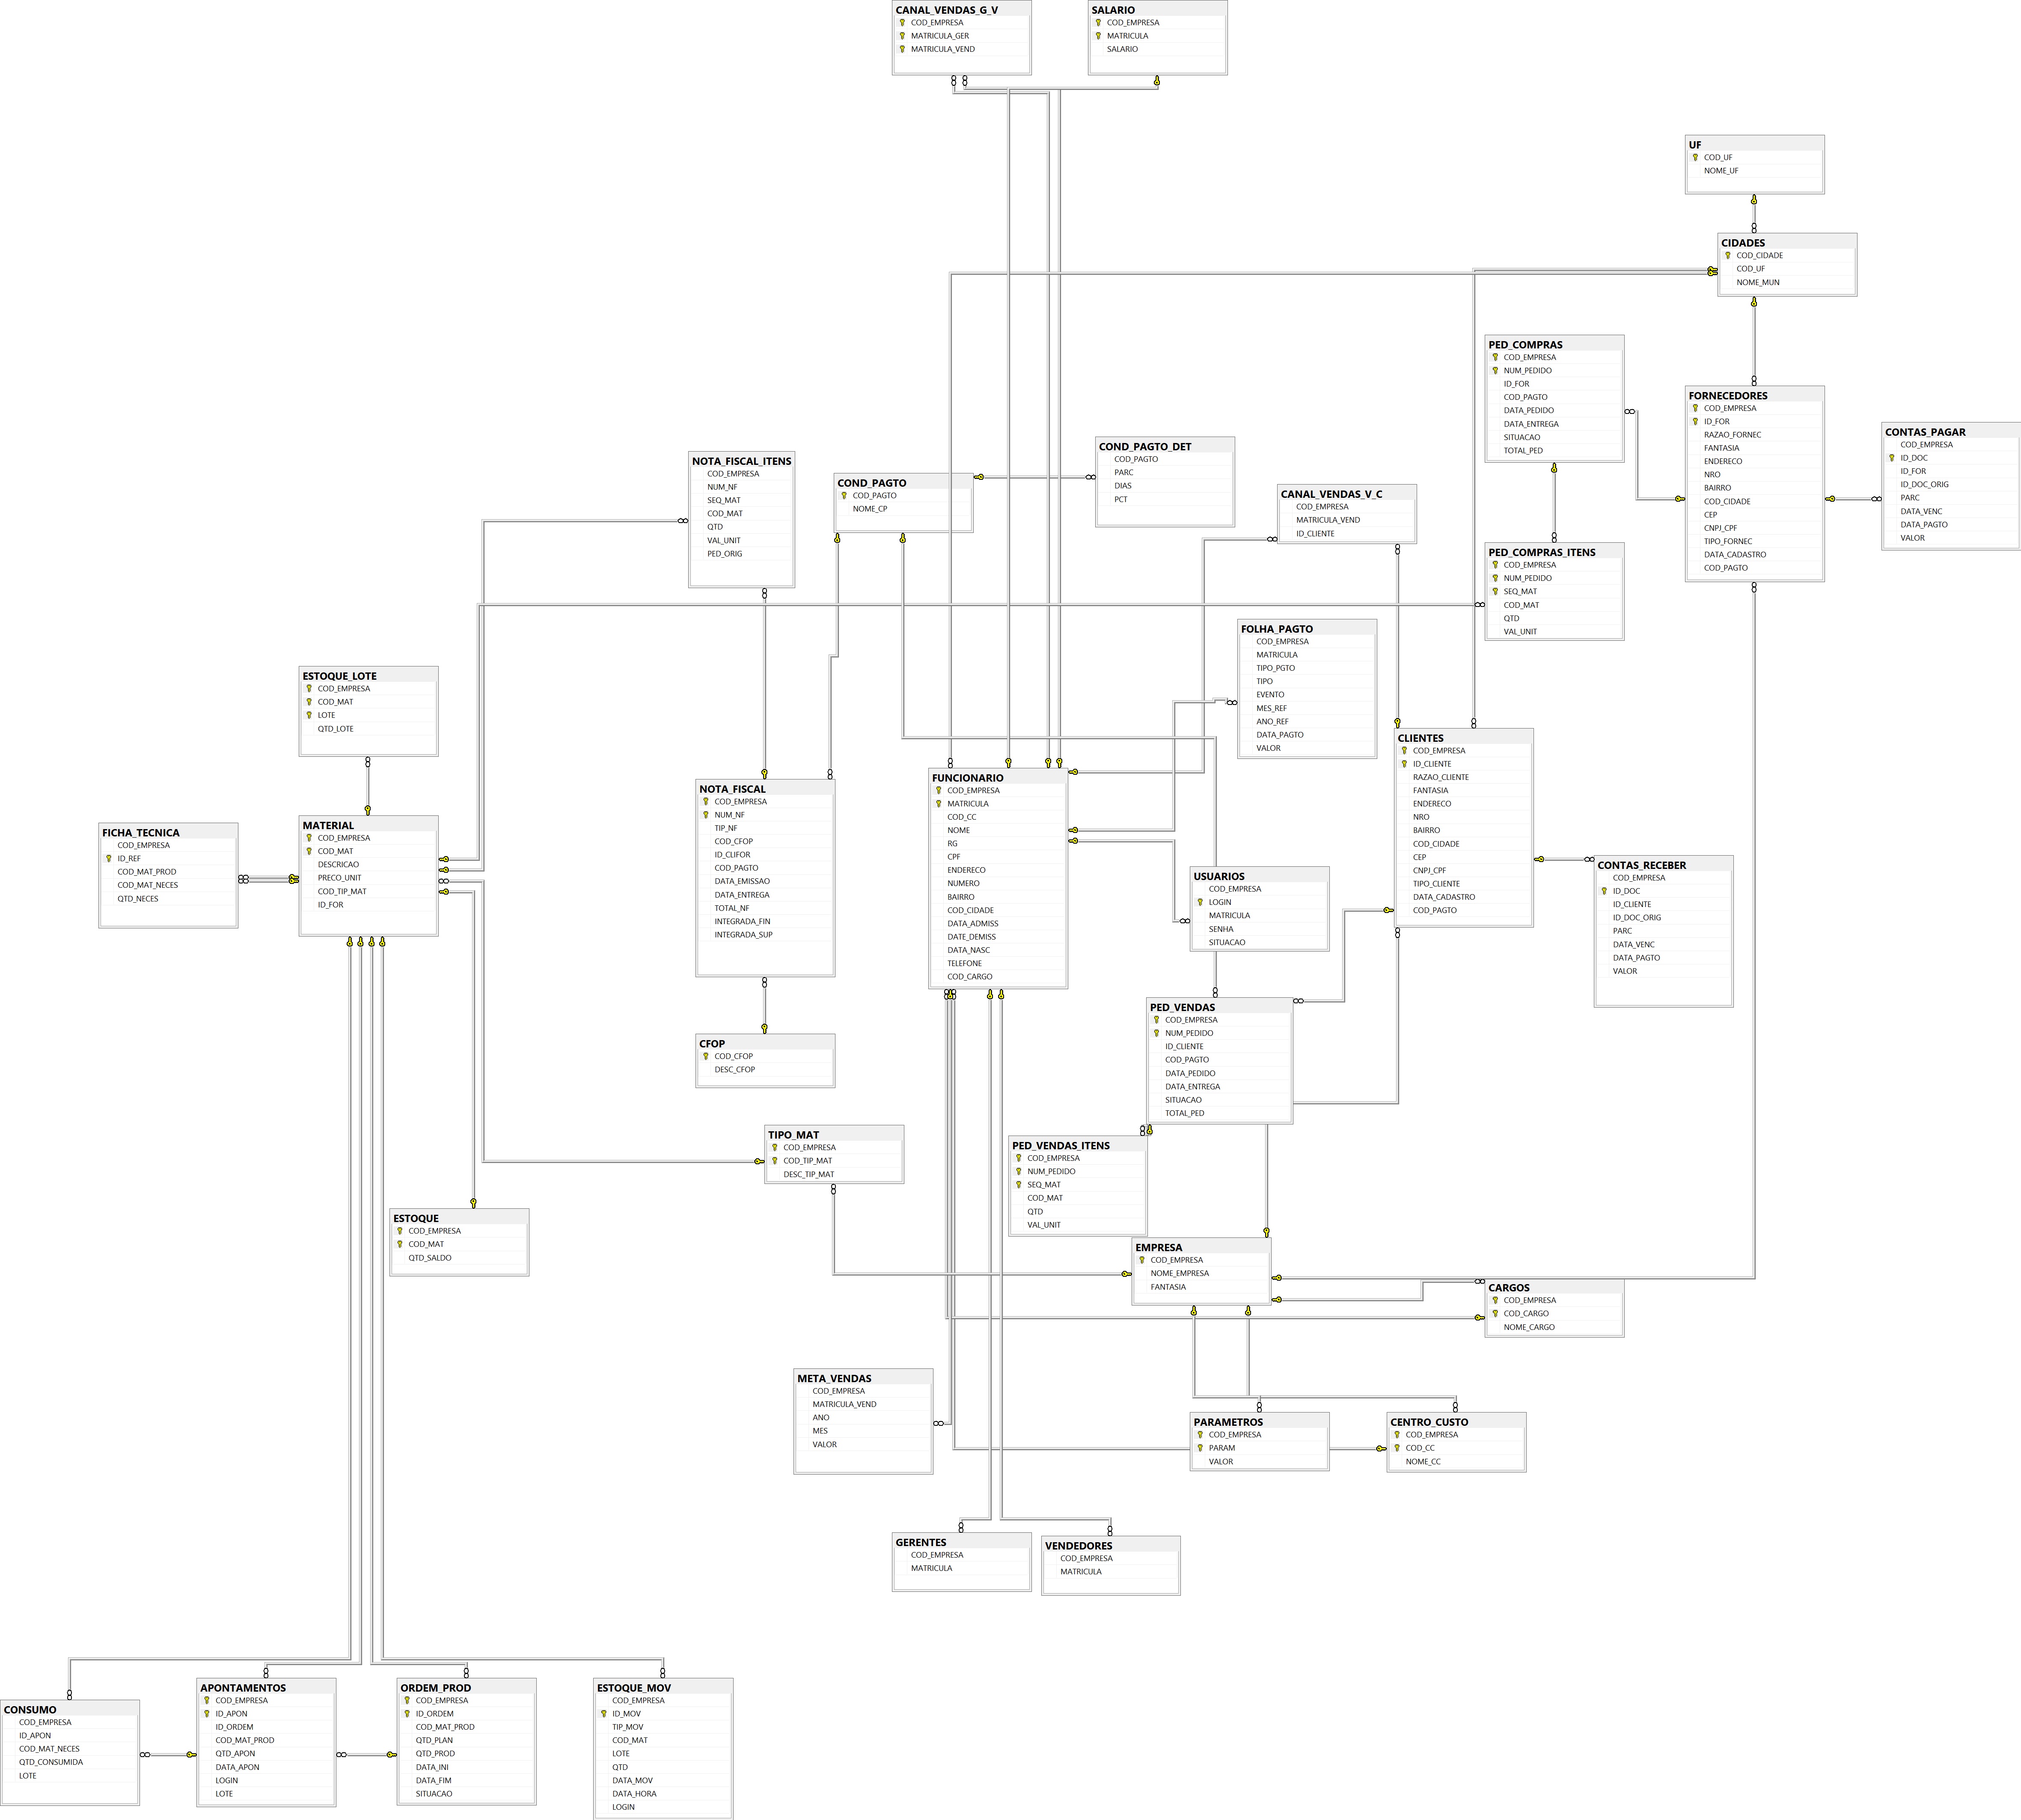 CANAL_VENDAS_G_V
COD_EMPRESA
MATRICULA_GER
MATRICULA_VEND
SALARIO
COD_EMPRESA
MATRICULA
SALARIO
UF
COD_UF
NOME_UF
CIDADES
COD_CIDADE
COD_UF
NOME_MUN
PED_COMPRAS
COD_EMPRESA
NUM_PEDIDO
ID_FOR
COD_PAGTO
DATA_PEDIDO
DATA_ENTREGA
SITUACAO
TOTAL_PED
FORNECEDORES
COD_EMPRESA
ID_FOR
RAZAO_FORNEC
FANTASIA
ENDERECO
NRO
BAIRRO
COD_CIDADE
CEP
CNPJ_CPF
TIPO_FORNEC
DATA_CADASTRO
COD_PAGTO
CONTAS_PAGAR
COD_EMPRESA
ID_DOC
ID_FOR
ID_DOC_ORIG
PARC
DATA_VENC
DATA_PAGTO
VALOR
NOTA_FISCAL_ITENS
COD_EMPRESA
NUM_NF
SEQ_MAT
COD_MAT
QTD
VAL_UNIT
PED_ORIG
COND_PAGTO
COD_PAGTO
NOME_CP
COND_PAGTO_DET
COD_PAGTO
PARC
DIAS
PCT
CANAL_VENDAS_V_C
COD_EMPRESA
MATRICULA_VEND
ID_CLIENTE
PED_COMPRAS_ITENS
COD_EMPRESA
NUM_PEDIDO
SEQ_MAT
COD_MAT
QTD
VAL_UNIT
FOLHA_PAGTO
COD_EMPRESA
MATRICULA
TIPO_PGTO
TIPO
EVENTO
MES_REF
ANO_REF
DATA_PAGTO
VALOR
ESTOQUE_LOTE
COD_EMPRESA
COD_MAT
LOTE
QTD_LOTE
CLIENTES
COD_EMPRESA
ID_CLIENTE
RAZAO_CLIENTE
FANTASIA
ENDERECO
NRO
BAIRRO
COD_CIDADE
CEP
CNPJ_CPF
TIPO_CLIENTE
DATA_CADASTRO
COD_PAGTO
FUNCIONARIO
COD_EMPRESA
MATRICULA
COD_CC
NOME
RG
CPF
ENDERECO
NUMERO
BAIRRO
COD_CIDADE
DATA_ADMISS
DATE_DEMISS
DATA_NASC
TELEFONE
COD_CARGO
NOTA_FISCAL
COD_EMPRESA
NUM_NF
TIP_NF
COD_CFOP
ID_CLIFOR
COD_PAGTO
DATA_EMISSAO
DATA_ENTREGA
TOTAL_NF
INTEGRADA_FIN
INTEGRADA_SUP
FICHA_TECNICA
COD_EMPRESA
ID_REF
COD_MAT_PROD
COD_MAT_NECES
QTD_NECES
MATERIAL
COD_EMPRESA
COD_MAT
DESCRICAO
PRECO_UNIT
COD_TIP_MAT
ID_FOR
CONTAS_RECEBER
COD_EMPRESA
ID_DOC
ID_CLIENTE
ID_DOC_ORIG
PARC
DATA_VENC
DATA_PAGTO
VALOR
USUARIOS
COD_EMPRESA
LOGIN
MATRICULA
SENHA
SITUACAO
PED_VENDAS
COD_EMPRESA
NUM_PEDIDO
ID_CLIENTE
COD_PAGTO
DATA_PEDIDO
DATA_ENTREGA
SITUACAO
TOTAL_PED
CFOP
COD_CFOP
DESC_CFOP
TIPO_MAT
COD_EMPRESA
COD_TIP_MAT
DESC_TIP_MAT
PED_VENDAS_ITENS
COD_EMPRESA
NUM_PEDIDO
SEQ_MAT
COD_MAT
QTD
VAL_UNIT
ESTOQUE
COD_EMPRESA
COD_MAT
QTD_SALDO
EMPRESA
COD_EMPRESA
NOME_EMPRESA
FANTASIA
CARGOS
COD_EMPRESA
COD_CARGO
NOME_CARGO
META_VENDAS
COD_EMPRESA
MATRICULA_VEND
ANO
MES
VALOR
PARAMETROS
COD_EMPRESA
PARAM
VALOR
CENTRO_CUSTO
COD_EMPRESA
COD_CC
NOME_CC
GERENTES
COD_EMPRESA
MATRICULA
VENDEDORES
COD_EMPRESA
MATRICULA
CONSUMO
COD_EMPRESA
ID_APON
COD_MAT_NECES
QTD_CONSUMIDA
LOTE
APONTAMENTOS
COD_EMPRESA
ID_APON
ID_ORDEM
COD_MAT_PROD
QTD_APON
DATA_APON
LOGIN
LOTE
ORDEM_PROD
COD_EMPRESA
ID_ORDEM
COD_MAT_PROD
QTD_PLAN
QTD_PROD
DATA_INI
DATA_FIM
SITUACAO
ESTOQUE_MOV
COD_EMPRESA
ID_MOV
TIP_MOV
COD_MAT
LOTE
QTD
DATA_MOV
DATA_HORA
LOGIN